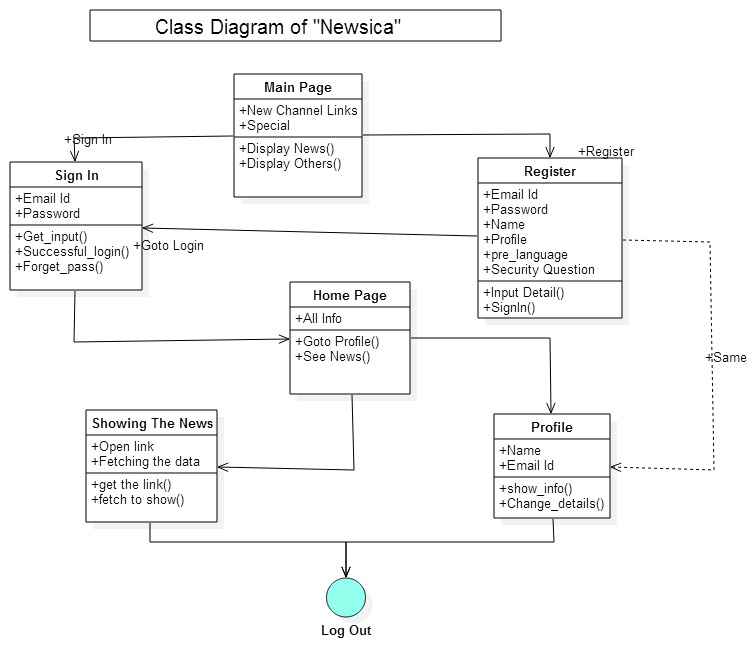 Class Diagram of "Newsica"
Main Page
+New Channel Links
+Special
+Display News()
+Display Others()
+Sign In
+Register
Sign In
+Email Id
+Password
+Get_input()
+Successful_login()
+Forget_pass()
Register
+Email Id
+Password
+Name
+Profile
+pre_language
+Security Question
+Input Detail()
+SignIn()
+Goto Login
Home Page
+All Info
+Goto Profile()
+See News()
+Same
Showing The News
+Open link
+Fetching the data
+get the link()
+fetch to show()
Profile
+Name
+Email Id
+show_info()
+Change_details()
Log Out